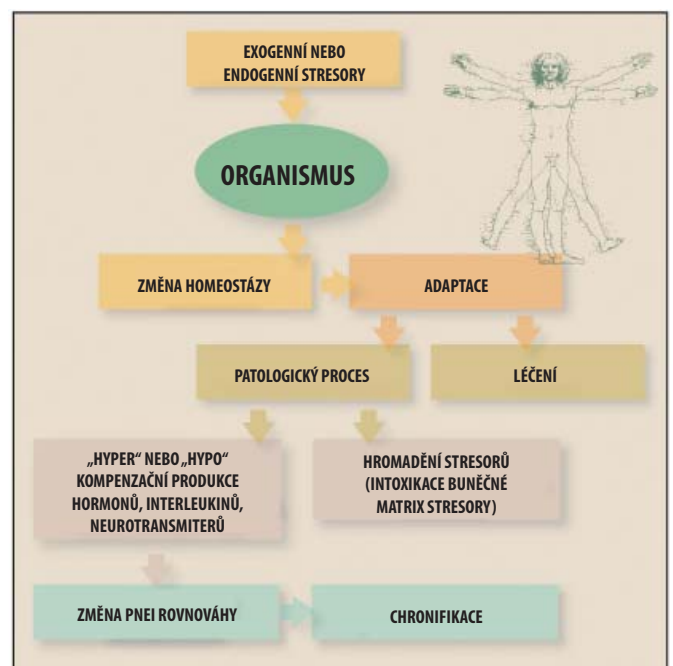 EXOGENNÍ NEBO
ENDOGENNÍ STRESORY
ORGANISMUS
ZMĚNA HOMEOSTÁZY
ADAPTACE
PATOLOGICKÝ PROCES
LÉČENÍ
„HYPER“ NEBO „HYPO“
KOMPENZAČNÍ PRODUKCE
HORMONŮ, INTERLEUKINŮ,
NEUROTRANSMITERŮ
HROMADĚNÍ STRESORŮ
(INTOXIKACE BUNĚČNÉ
MATRIX STRESORY)
ZMĚNA PNEI ROVNOVÁHY
CHRONIFIKACE